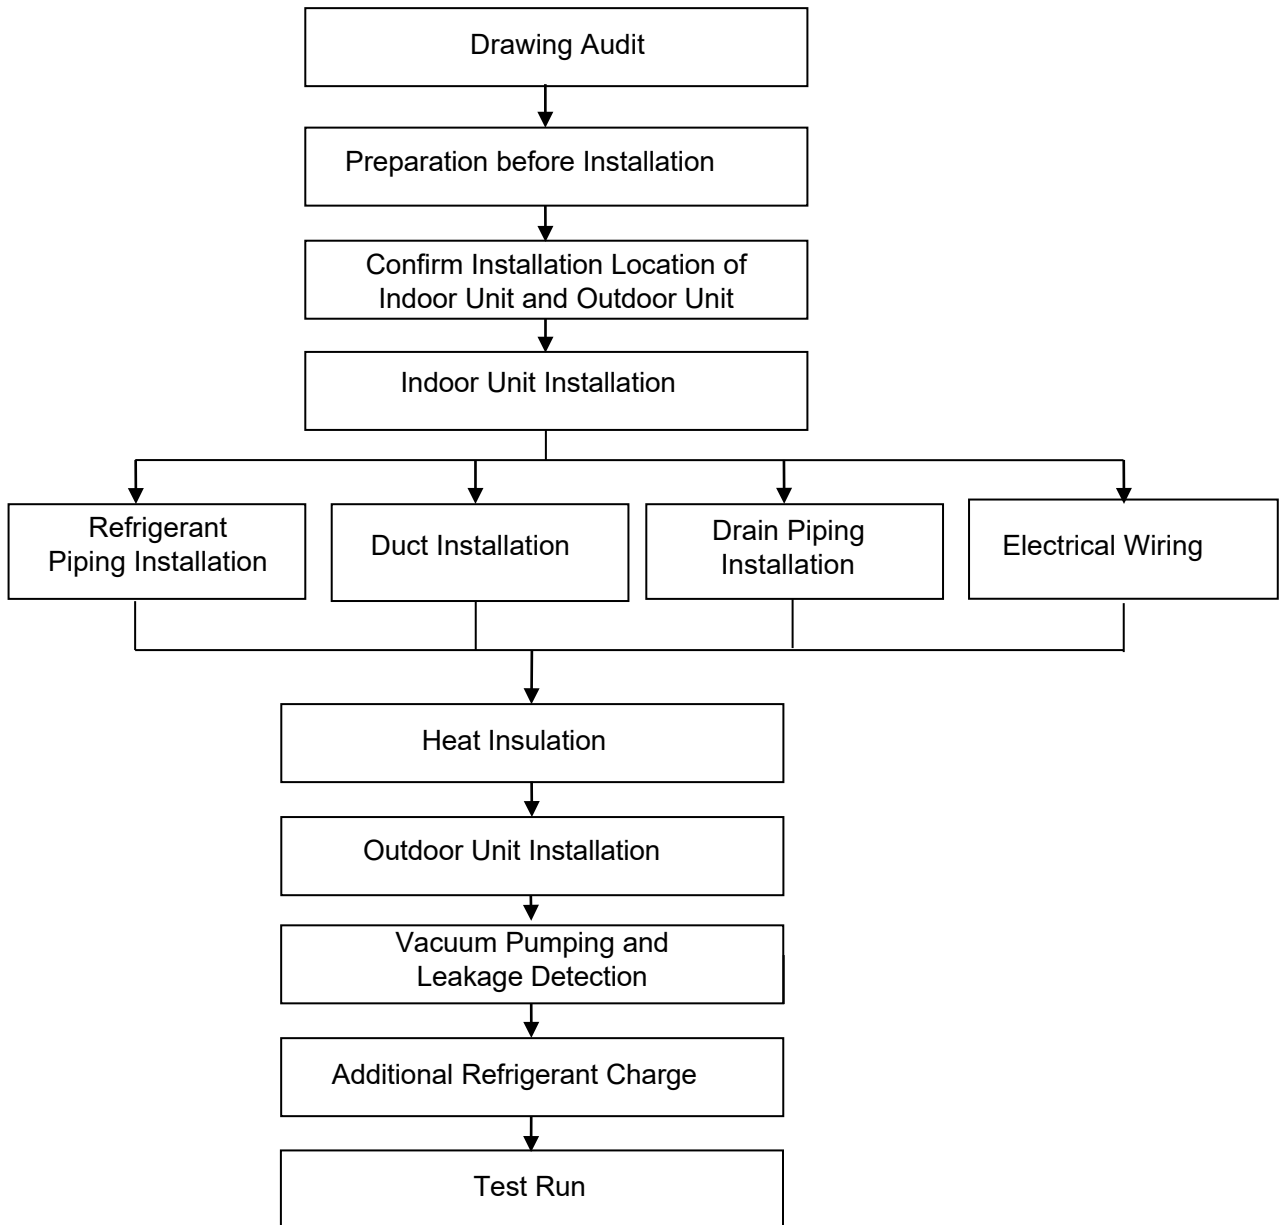 Drawing Audit
Preparation before Installation
Confirm Installation Location of
Indoor Unit and Outdoor Unit
Indoor Unit Installation
Refrigerant
Piping Installation
Duct Installation
Drain Piping
Installation
Electrical Wiring
Heat Insulation
Outdoor Unit Installation
Vacuum Pumping and
Leakage Detection
Additional Refrigerant Charge
Test Run